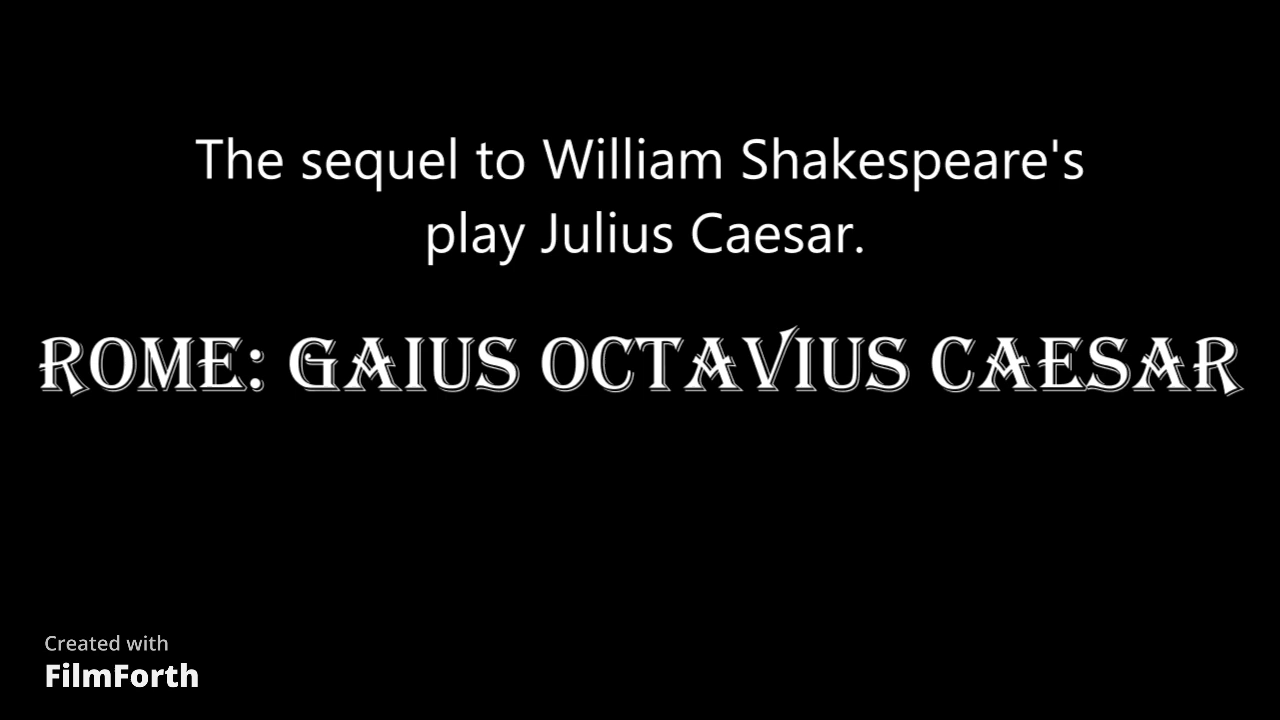 The sequel to William Shakespeare's
play Julius Caesar.
ROME: GAIUS OCTAVIUS CAESAR
Created with
FilmForth